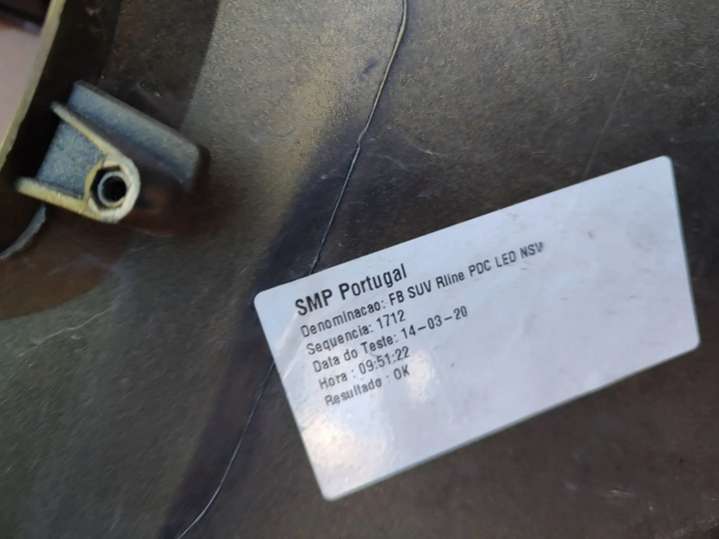 SMP Portugal
Denominacao: FB SUV Rline PDC LED NSW
Sequencia: 1712
Data do Teste: 14-03-20
Hora : 09:51:22
Resultado : OK